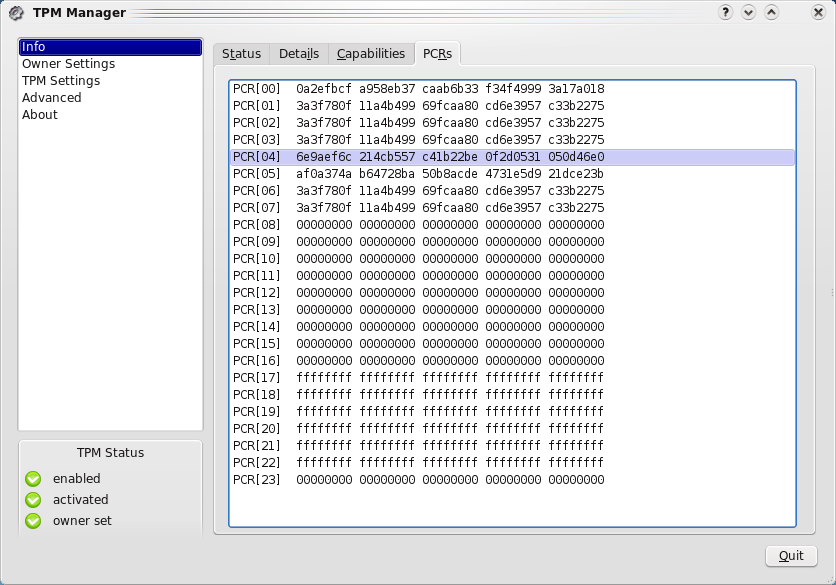 TPM Manager
?
Info
Owner Settings
TPM Settings
Advanced
About
Status Details Capabilities PCRs
PCR[00] 0a2efbcf a958eb37 caab6b33 f34f4999 3a17a018
PCR[01] 3a3f780f 11a4b499 69fcaa80 cd6e3957 c33b2275
PCR[02] 3a3f780f 11a4b499 69fcaa80 cd6e3957 c33b2275
PCR[03] 3a3f780f 11a4b499 69fcaa80 cd6e3957 c33b2275
PCR[04] 6e9aef6c 214cb557 c41b22be 0f2d0531 050d46e0
PCR[05] af0a374a b64728ba 50b8acde 4731e5d9 21dce23b
PCR[06] 3a3f780f 11a4b499 69fcaa80 cd6e3957 c33b2275
PCR[07] 3a3f780f 11a4b499 69fcaa80 cd6e3957 c33b2275
PCR[08] 00000000 00000000 00000000 00000000 00000000
PCR[09] 00000000 00000000 00000000 00000000 00000000
PCR[10] 00000000 00000000 00000000 00000000 00000000
PCR[11] 00000000 00000000 00000000 00000000 00000000
PCR[12] 00000000 00000000 00000000 00000000 00000000
PCR[13] 00000000 00000000 00000000 00000000 00000000
PCR[14] 00000000 00000000 00000000 00000000 00000000
PCR[15] 00000000 00000000 00000000 00000000 00000000
PCR[16] 00000000 00000000 00000000 00000000 00000000
PCR[17] ffffffff ffffffff ffffffff ffffffff ffffffff
PCR[18] ffffffff ffffffff ffffffff ffffffff ffffffff
PCR[19] ffffffff ffffffff ffffffff ffffffff ffffffff
PCR[20] ffffffff ffffffff ffffffff ffffffff ffffffff
PCR[21] ffffffff ffffffff ffffffff ffffffff ffffffff
PCR[22] ffffffff ffffffff ffffffff ffffffff ffffffff
PCR[23] 00000000 00000000 00000000 00000000 00000000
TPM Status
enabled
activated
owner set
Quit